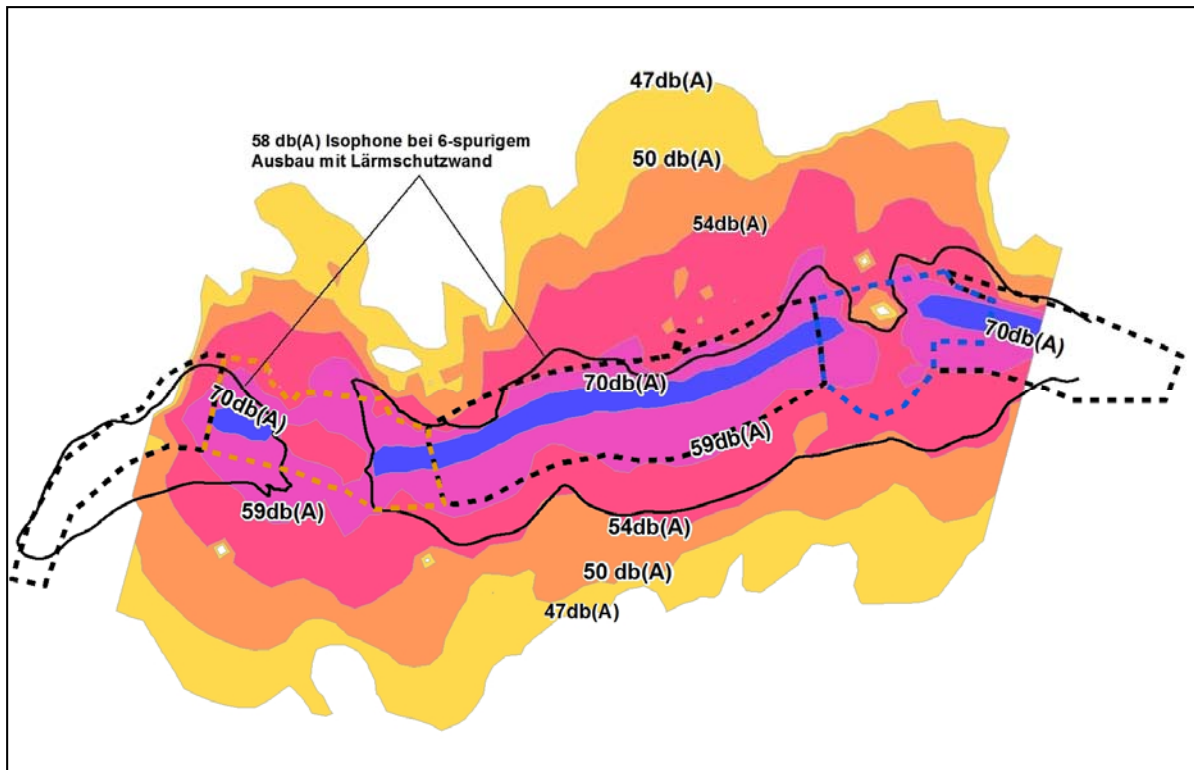 47db(A)
58 db(A) Isophone bei 6-spurigem
Ausbau mit Lärmschutzwand
50 db(A)
54db(A)
70db(A)
70db(A)
70db(A)
59db(A)
59db(A)
54db(A)
50 db(A)
47db(A)